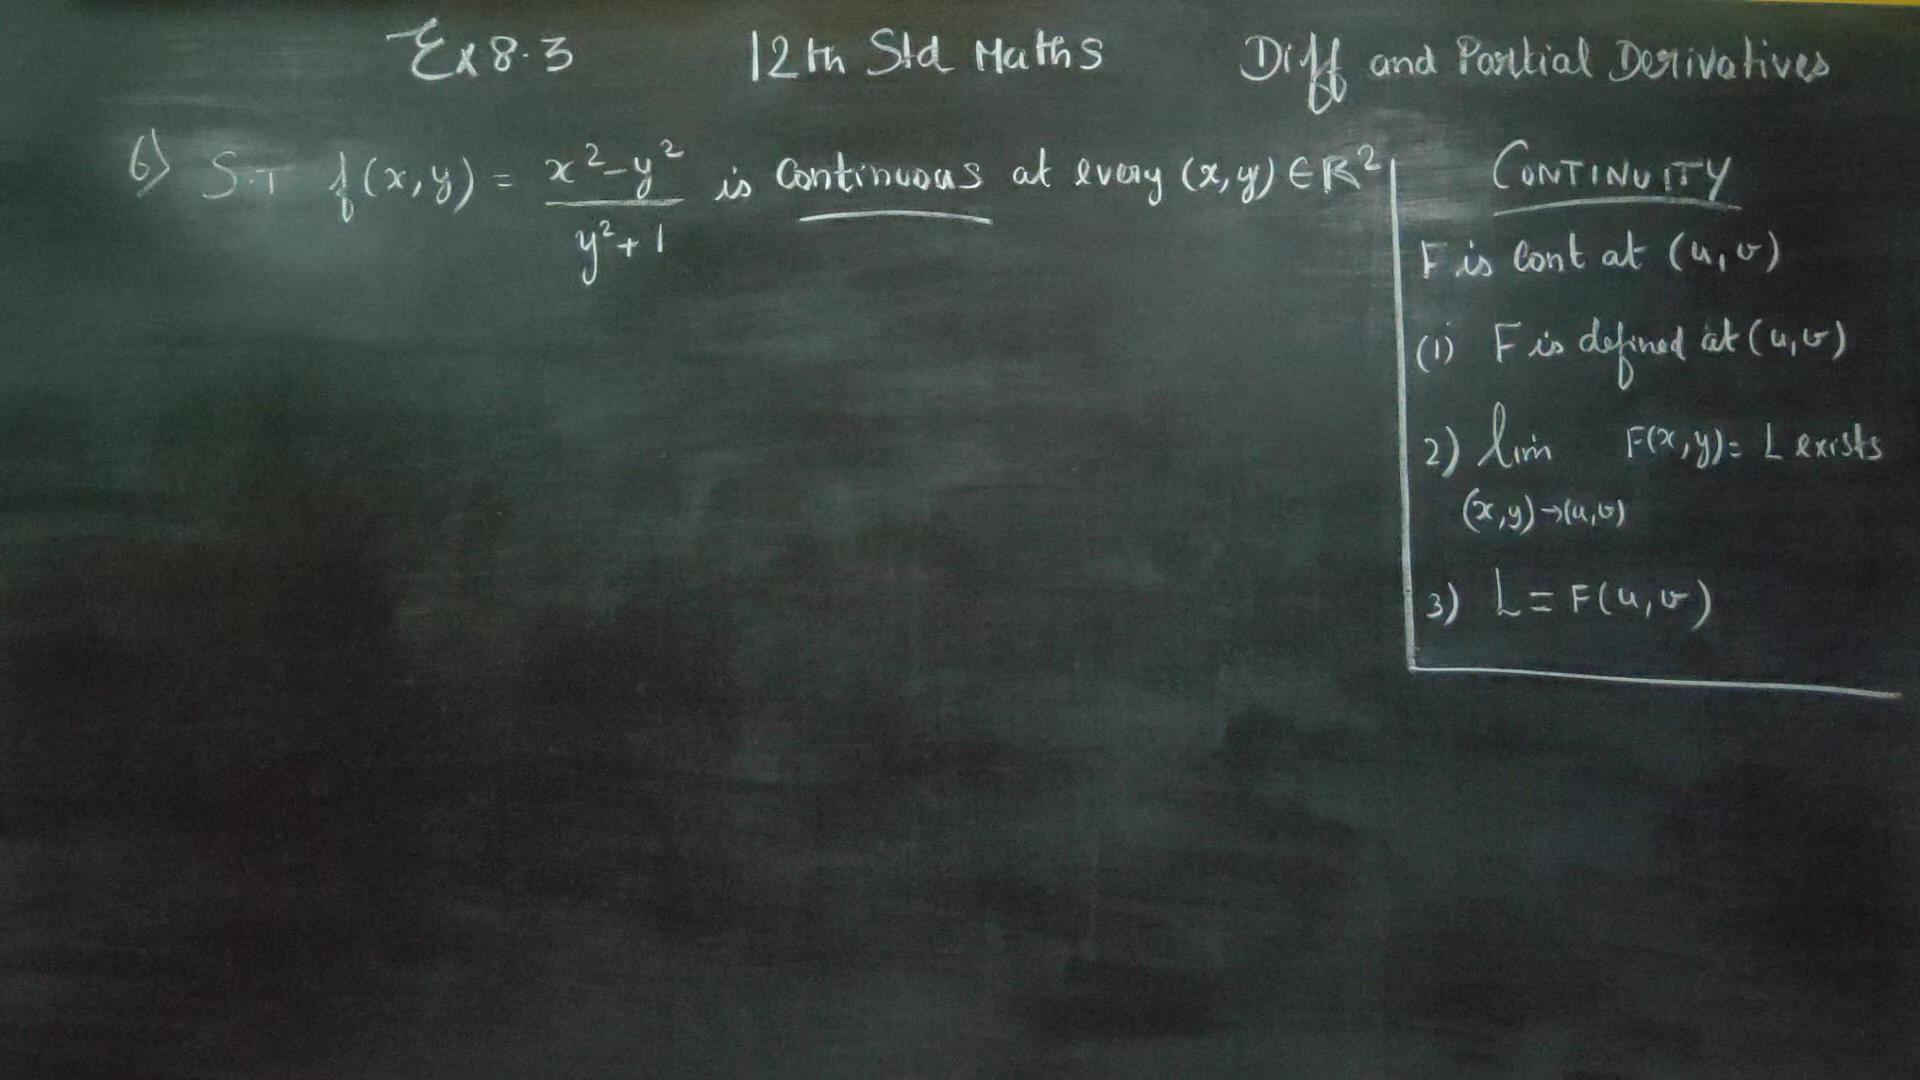 Ex 8.3 12th Std Maths Diff and Partial Derivatives
6) S.T f(x,y) = x²-y² / y²+1 is continuous at every (x,y) ∈ ℝ²
CONTINUITY
F is Cont at (u,v)
(1) F is defined at (u,v)
2) lim F(x,y) = L exists
(x,y)→(u,v)
3) L = F(u,v)